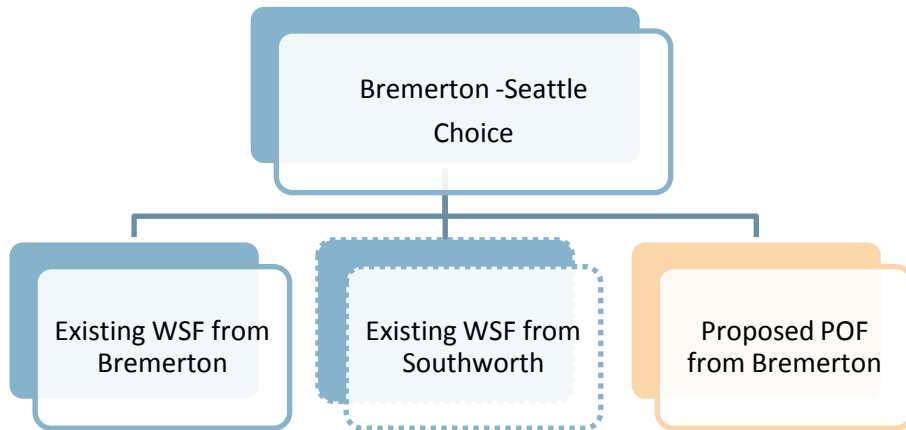 Bremerton -Seattle
Choice
Existing WSF from
Bremerton
Existing WSF from
Southworth
Proposed POF
from Bremerton